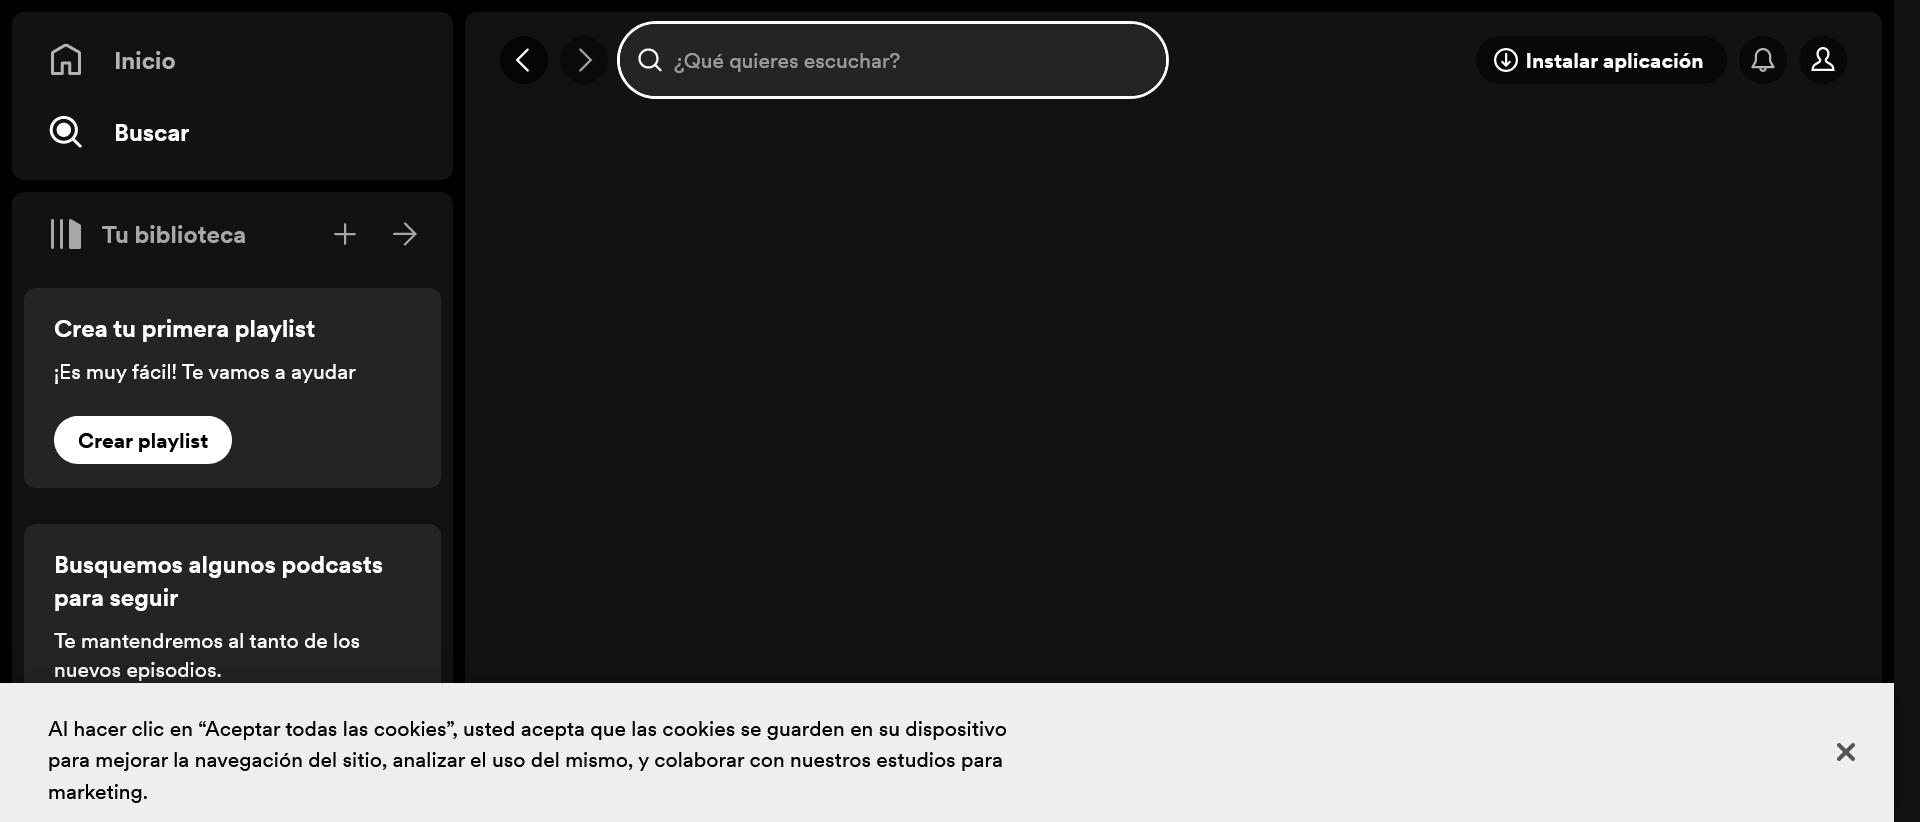 Inicio
Buscar
Tu biblioteca
Crea tu primera playlist
¡Es muy fácil! Te vamos a ayudar
Crear playlist
Busquemos algunos podcasts
para seguir
Te mantendremos al tanto de los
nuevos episodios.
¿Qué quieres escuchar?
Instalar aplicación
Al hacer clic en “Aceptar todas las cookies”, usted acepta que las cookies se guarden en su dispositivo
para mejorar la navegación del sitio, analizar el uso del mismo, y colaborar con nuestros estudios para
marketing.